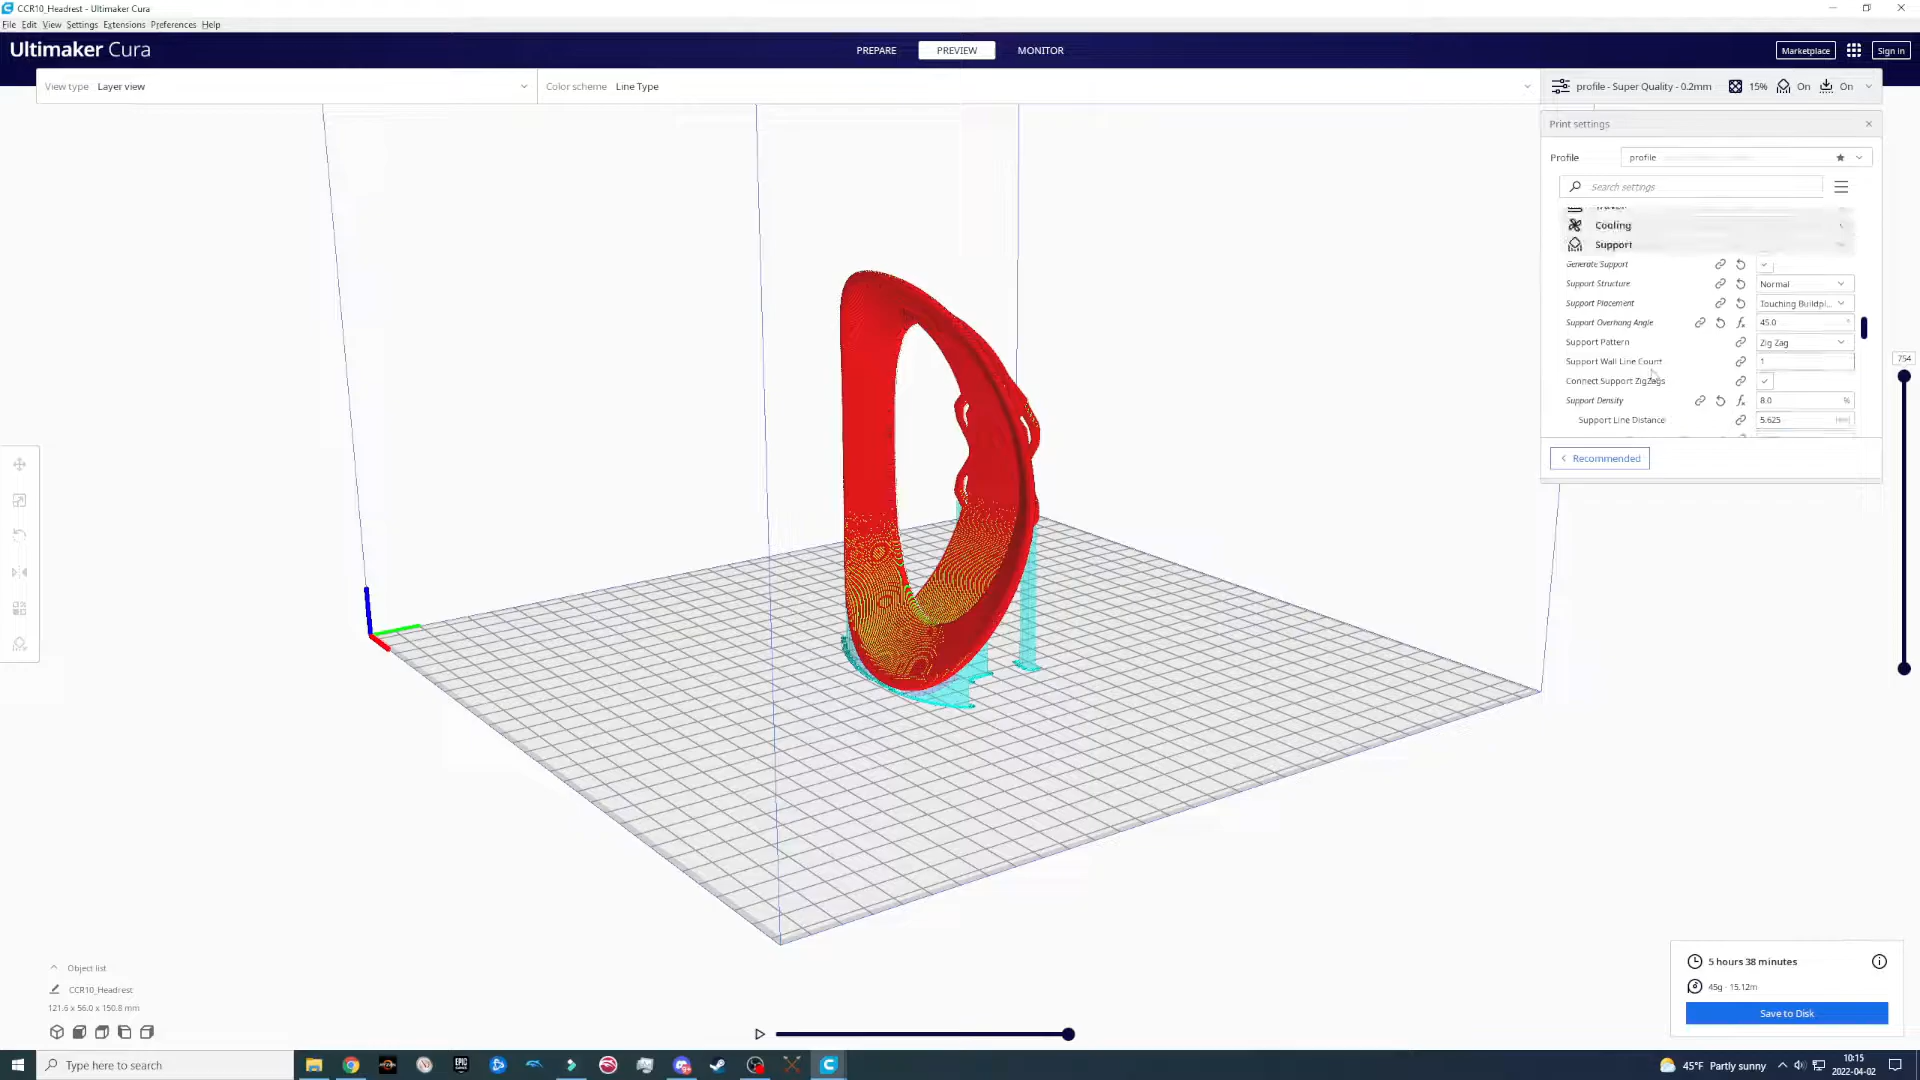 CCR10_Headrest - Ultimaker Cura
File Edit View Settings Extensions Preferences Help
Ultimaker Cura
PREPARE
PREVIEW
MONITOR
Marketplace
Sign in
View type Layer view
Color scheme Line Type
profile - Super Quality - 0.2mm 15% On On
Print settings
Profile profile
Search settings
Travel
Cooling
Support
Generate Support
Support Structure Normal
Support Placement Touching Buildpl...
Support Overhang Angle 45.0 °
Support Pattern Zig Zag
Support Wall Line Count 1
Connect Support ZigZags
Support Density 8.0 %
Support Line Distance 5.625 mm
Recommended
754
Object list
CCR10_Headrest
121.6 x 56.0 x 150.8 mm
5 hours 38 minutes
45g · 15.12m
Save to Disk
Type here to search
EPIC
45°F Partly sunny
10:15
2022-04-02